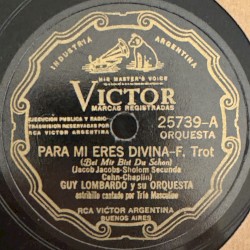 INDUSTRIA ARGENTINA
HIS MASTER'S VOICE
VICTOR
MARCAS REGISTRADAS
EJECUCION PUBLICA Y RADIO-
TRASMISION RESERVADAS POR
RCA VICTOR ARGENTINA
25739-A
ORQUESTA
PARA MI ERES DIVINA-F. Trot
(Bei Mir Bist Du Schon)
(Jacob Jacobs-Sholom Secunda
Cahn-Chaplin)
GUY LOMBARDO y su ORQUESTA
estribillo cantado por Trio Masculino
RCA VICTOR ARGENTINA
BUENOS AIRES